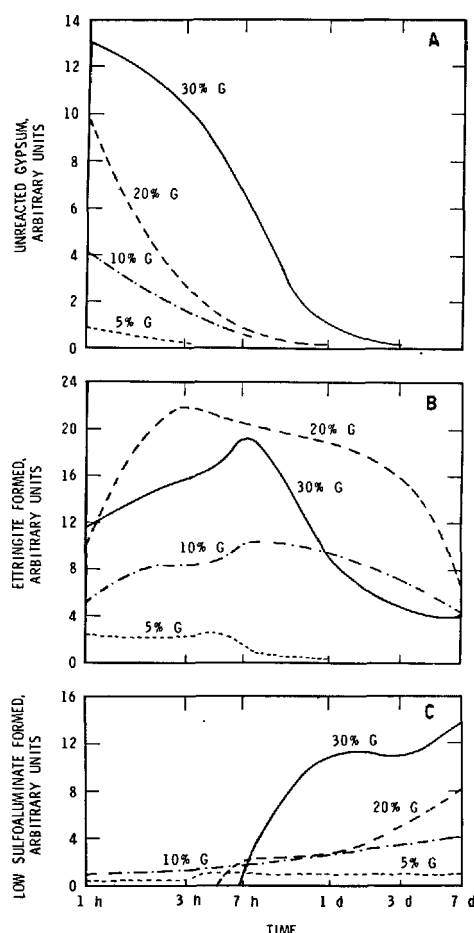 A
14
12
10
8
6
4
2
0
UNREACTED GYPSUM,
ARBITRARY UNITS
30% G
20% G
10% G
5% G
B
24
20
16
12
8
4
0
ETTRINGITE FORMED,
ARBITRARY UNITS
20% G
30% G
10% G
5% G
C
16
12
8
4
0
LOW SULFOALUMINATE FORMED,
ARBITRARY UNITS
30% G
20% G
10% G
5% G
1 h
3 h
7 h
1 d
3 d
7 d
TIME